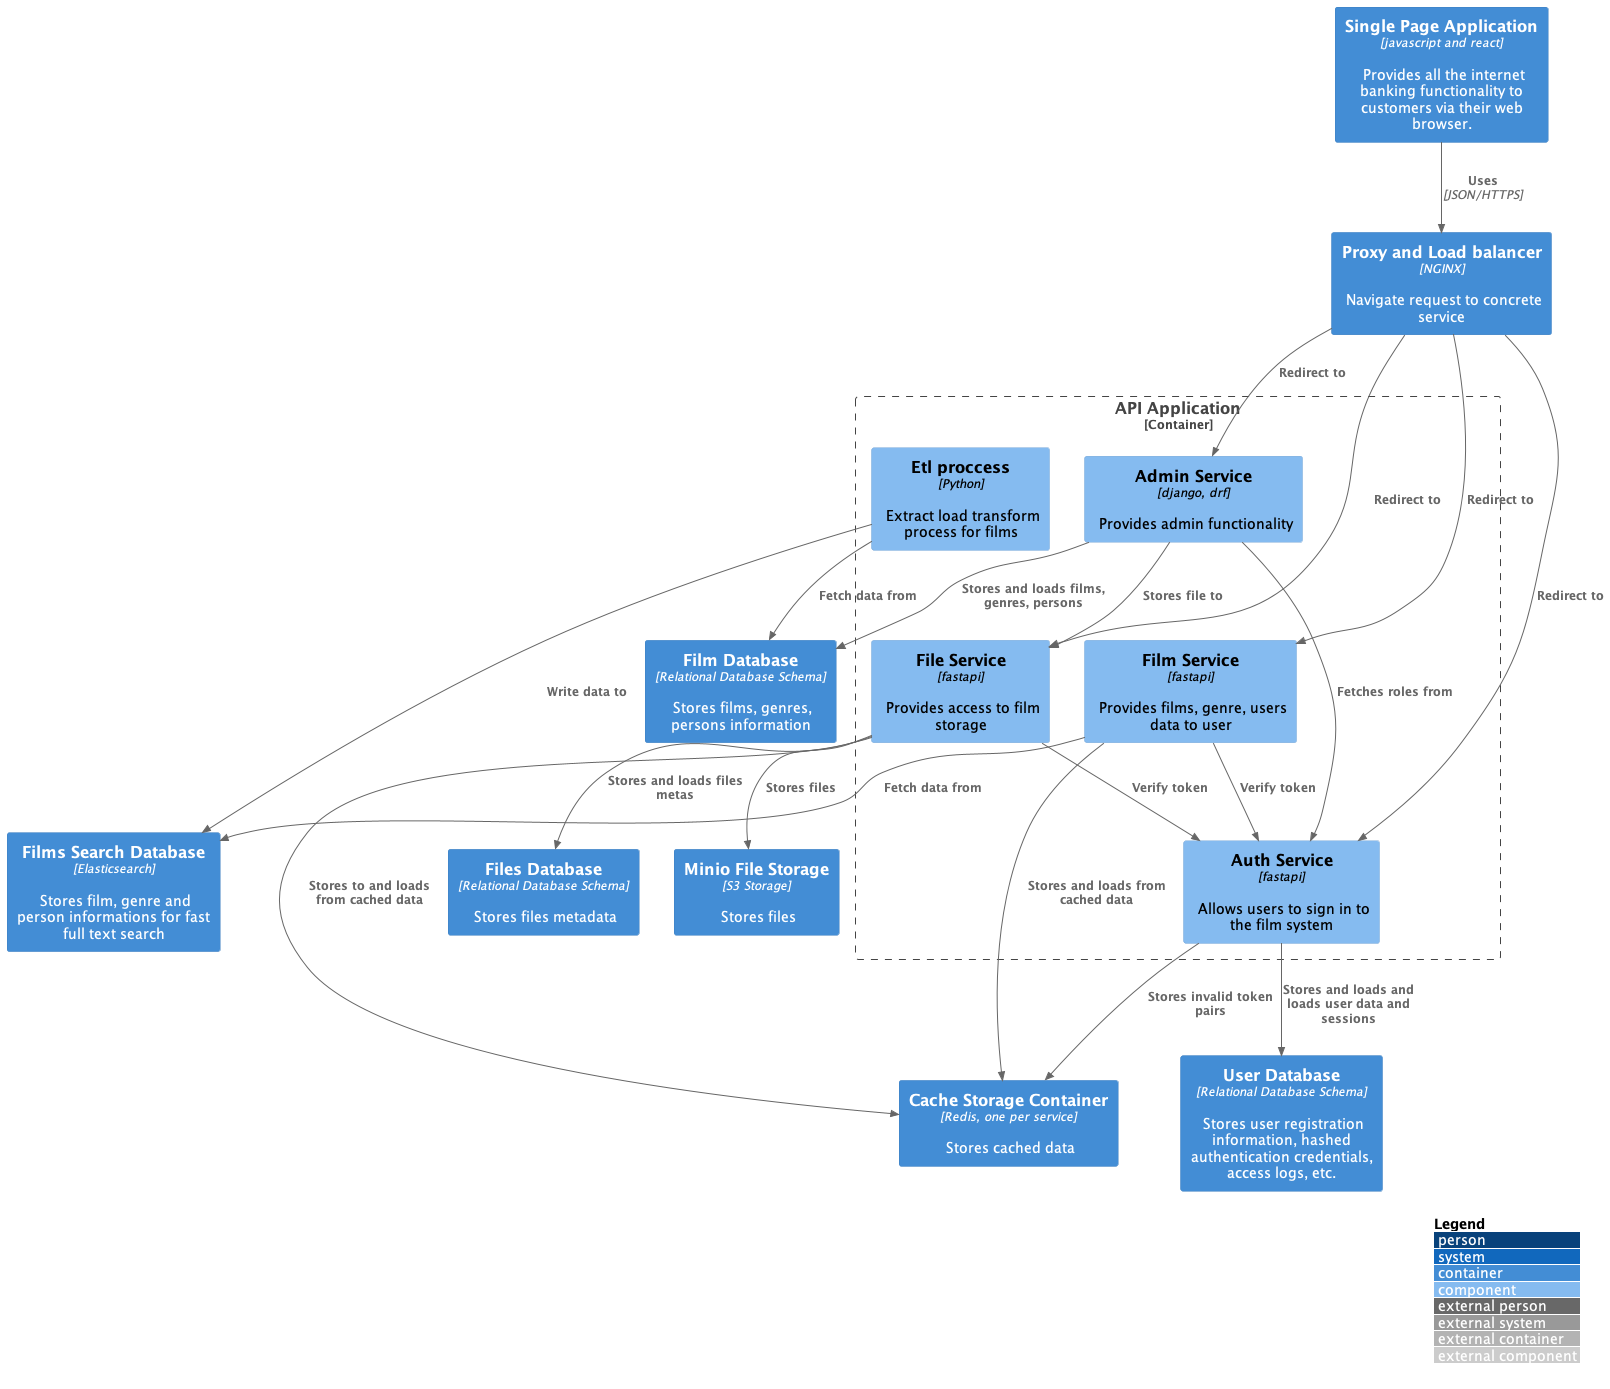 Single Page Application
[javascript and react]
Provides all the internet
banking functionality to
customers via their web
browser.
Uses
[JSON/HTTPS]
Proxy and Load balancer
[NGINX]
Navigate request to concrete
service
Redirect to
API Application
[Container]
Etl proccess
[Python]
Extract load transform
process for films
Admin Service
[django, drf]
Provides admin functionality
Redirect to
Redirect to
Redirect to
Fetch data from
Stores and loads films,
genres, persons
Stores file to
Film Database
[Relational Database Schema]
Stores films, genres,
persons information
File Service
[fastapi]
Provides access to film
storage
Film Service
[fastapi]
Provides films, genre, users
data to user
Fetches roles from
Write data to
Stores and loads files
metas
Stores files
Fetch data from
Verify token
Verify token
Films Search Database
[Elasticsearch]
Stores film, genre and
person informations for fast
full text search
Files Database
[Relational Database Schema]
Stores files metadata
Minio File Storage
[S3 Storage]
Stores files
Auth Service
[fastapi]
Allows users to sign in to
the film system
Stores to and loads
from cached data
Stores and loads from
cached data
Stores invalid token
pairs
Stores and loads and
loads user data and
sessions
Cache Storage Container
[Redis, one per service]
Stores cached data
User Database
[Relational Database Schema]
Stores user registration
information, hashed
authentication credentials,
access logs, etc.
Legend
person
system
container
component
external person
external system
external container
external component